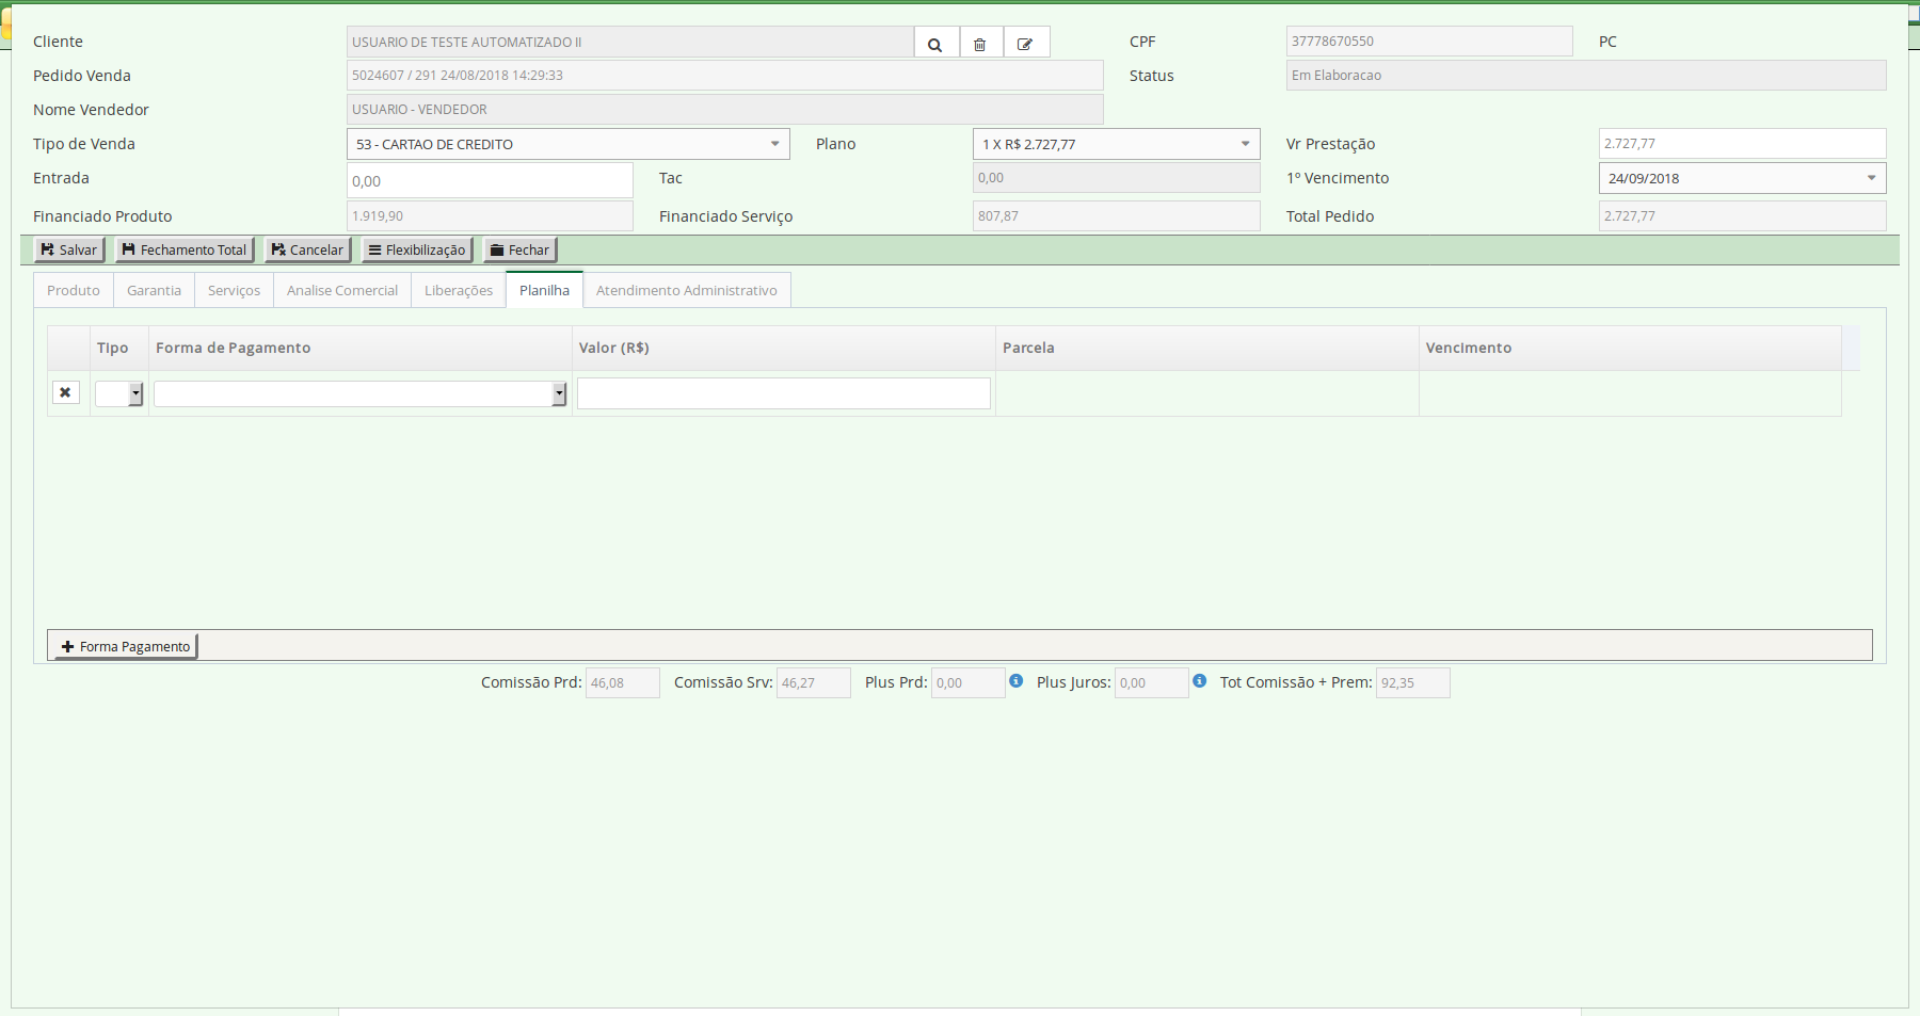 Cliente USUARIO DE TESTE AUTOMATIZADO II CPF 37778670550 PC
Pedido Venda 5024607 / 291 24/08/2018 14:29:33 Status Em Elaboracao
Nome Vendedor USUARIO - VENDEDOR
Tipo de Venda 53 - CARTAO DE CREDITO Plano 1 X R$ 2.727,77 Vr Prestação 2.727,77
Entrada 0,00 Tac 0,00 1º Vencimento 24/09/2018
Financiado Produto 1.919,90 Financiado Serviço 807,87 Total Pedido 2.727,77
Salvar Fechamento Total Cancelar Flexibilização Fechar
Produto Garantia Serviços Analise Comercial Liberações Planilha Atendimento Administrativo
Tipo Forma de Pagamento Valor (R$) Parcela Vencimento
Forma Pagamento
Comissão Prd: 46,08 Comissão Srv: 46,27 Plus Prd: 0,00 Plus Juros: 0,00 Tot Comissão + Prem: 92,35